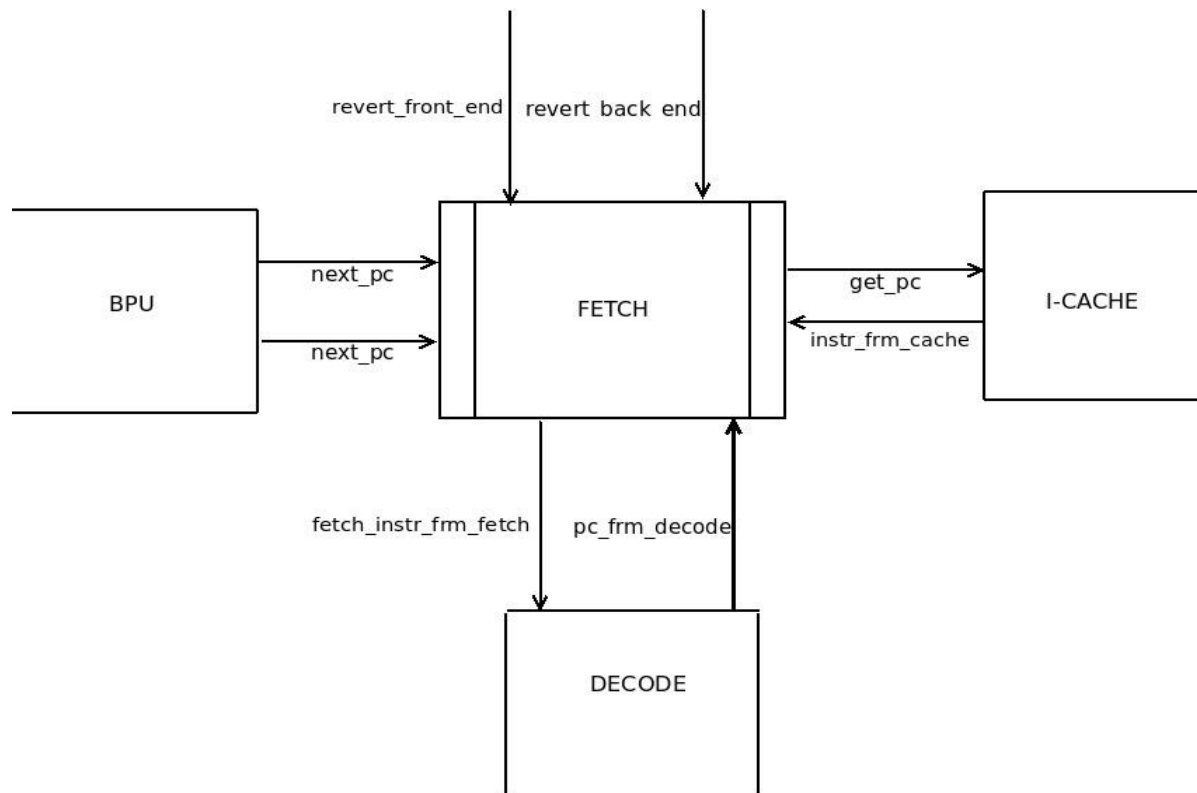 revert_front_end
revert back end
next_pc
BPU
next_pc
FETCH
get_pc
I-CACHE
instr_frm_cache
fetch_instr_frm_fetch
pc_frm_decode
DECODE